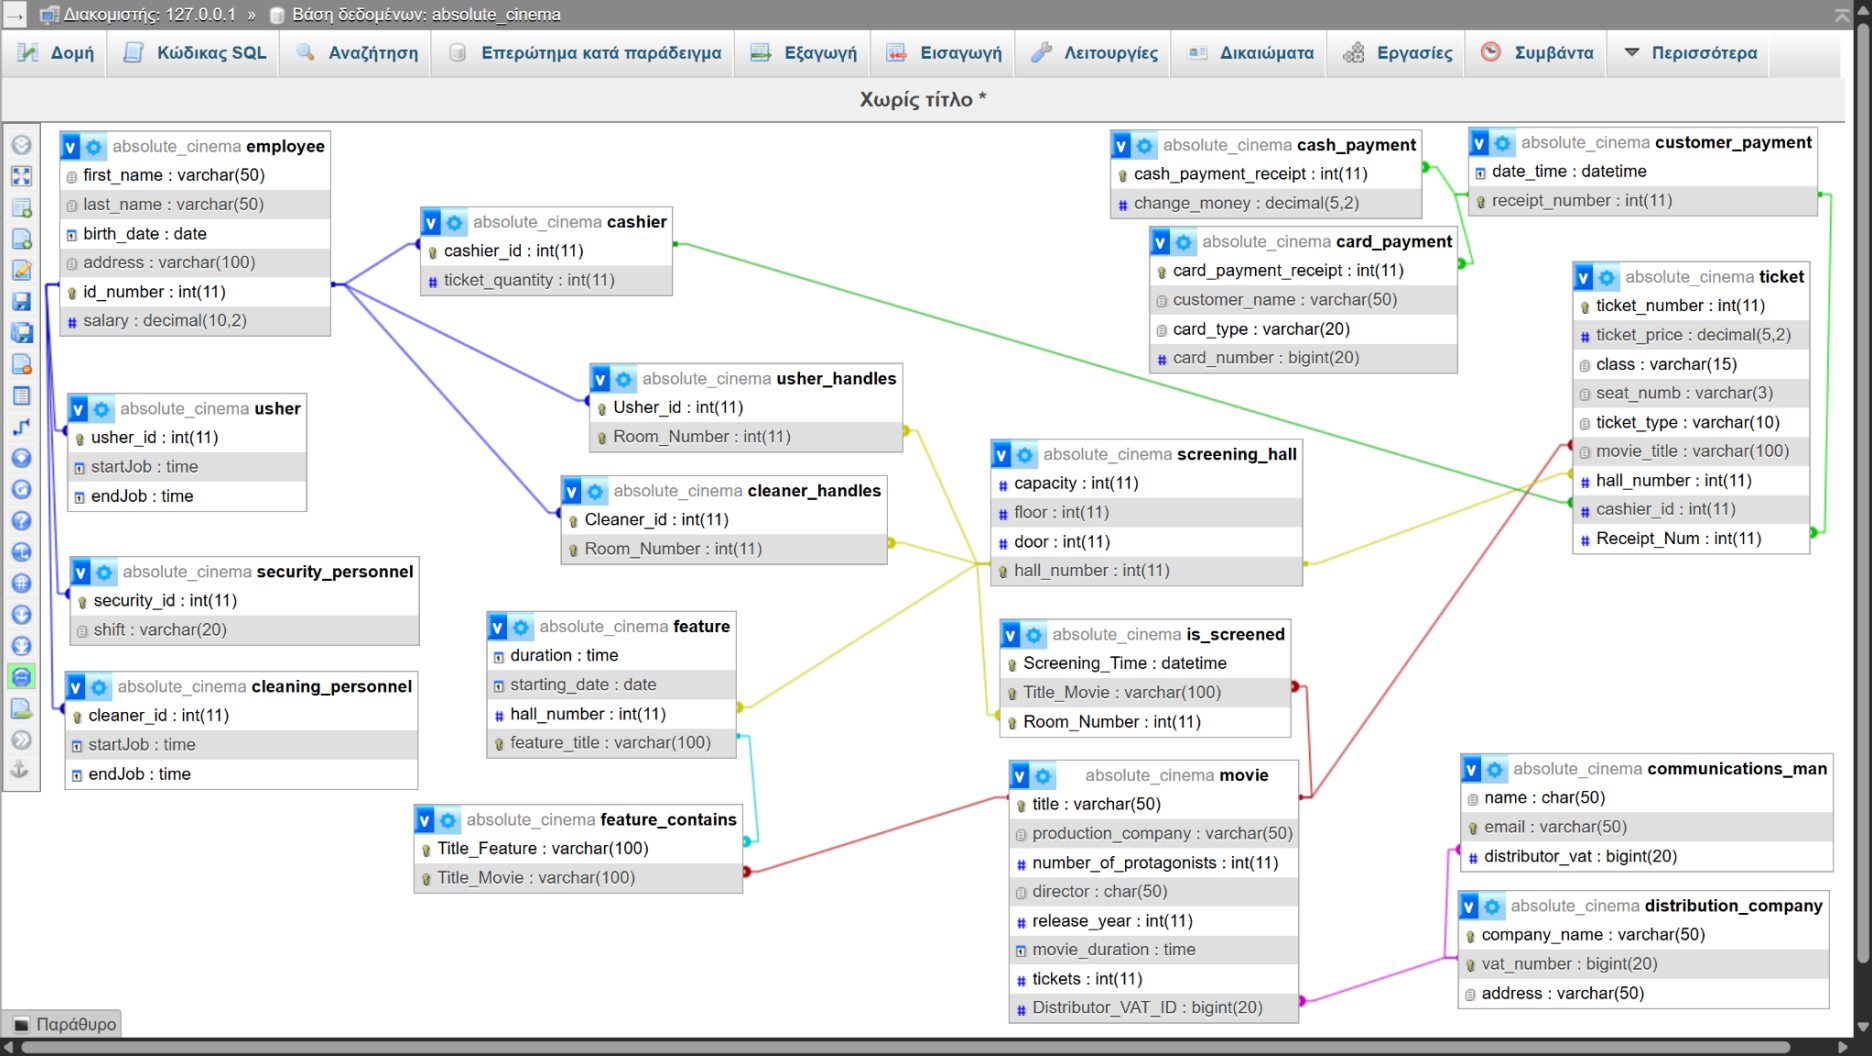 Διακομιστής: 127.0.0.1 » Βάση δεδομένων: absolute_cinema
Δομή Κώδικας SQL Αναζήτηση Επερώτημα κατά παράδειγμα Εξαγωγή Εισαγωγή Λειτουργίες Δικαιώματα Εργασίες Συμβάντα Περισσότερα
Χωρίς τίτλο *
absolute_cinema employee
first_name : varchar(50)
last_name : varchar(50)
birth_date : date
address : varchar(100)
id_number : int(11)
salary : decimal(10,2)
absolute_cinema cashier
cashier_id : int(11)
ticket_quantity : int(11)
absolute_cinema cash_payment
cash_payment_receipt : int(11)
change_money : decimal(5,2)
absolute_cinema customer_payment
date_time : datetime
receipt_number : int(11)
absolute_cinema card_payment
card_payment_receipt : int(11)
customer_name : varchar(50)
card_type : varchar(20)
card_number : bigint(20)
absolute_cinema ticket
ticket_number : int(11)
ticket_price : decimal(5,2)
class : varchar(15)
seat_numb : varchar(3)
ticket_type : varchar(10)
movie_title : varchar(100)
hall_number : int(11)
cashier_id : int(11)
Receipt_Num : int(11)
absolute_cinema usher
usher_id : int(11)
startJob : time
endJob : time
absolute_cinema usher_handles
Usher_id : int(11)
Room_Number : int(11)
absolute_cinema cleaner_handles
Cleaner_id : int(11)
Room_Number : int(11)
absolute_cinema screening_hall
capacity : int(11)
floor : int(11)
door : int(11)
hall_number : int(11)
absolute_cinema security_personnel
security_id : int(11)
shift : varchar(20)
absolute_cinema feature
duration : time
starting_date : date
hall_number : int(11)
feature_title : varchar(100)
absolute_cinema is_screened
Screening_Time : datetime
Title_Movie : varchar(100)
Room_Number : int(11)
absolute_cinema cleaning_personnel
cleaner_id : int(11)
startJob : time
endJob : time
absolute_cinema feature_contains
Title_Feature : varchar(100)
Title_Movie : varchar(100)
absolute_cinema movie
title : varchar(50)
production_company : varchar(50)
number_of_protagonists : int(11)
director : char(50)
release_year : int(11)
movie_duration : time
tickets : int(11)
Distributor_VAT_ID : bigint(20)
absolute_cinema communications_man
name : char(50)
email : varchar(50)
distributor_vat : bigint(20)
absolute_cinema distribution_company
company_name : varchar(50)
vat_number : bigint(20)
address : varchar(50)
Παράθυρο